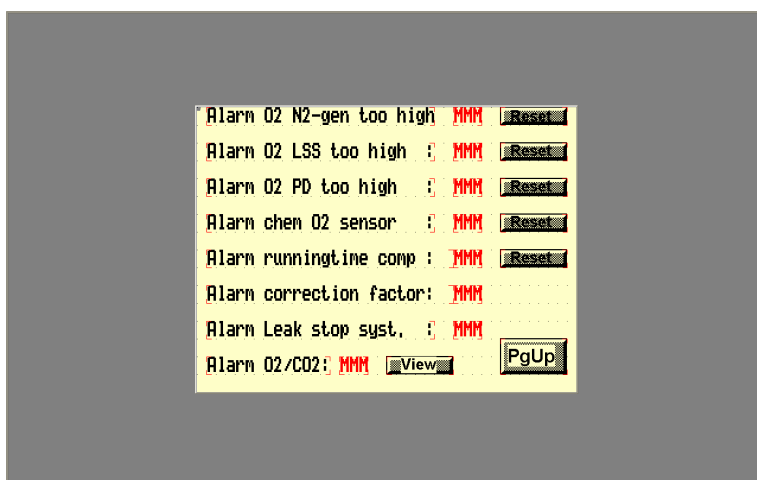 Alarm O2 N2-gen too high MMM Reset
Alarm O2 LSS too high : MMM Reset
Alarm O2 PD too high : MMM Reset
Alarm chem O2 sensor : MMM Reset
Alarm runningtime comp : MMM Reset
Alarm correction factor: MMM
Alarm Leak stop syst. : MMM
Alarm O2/CO2: MMM View PgUp